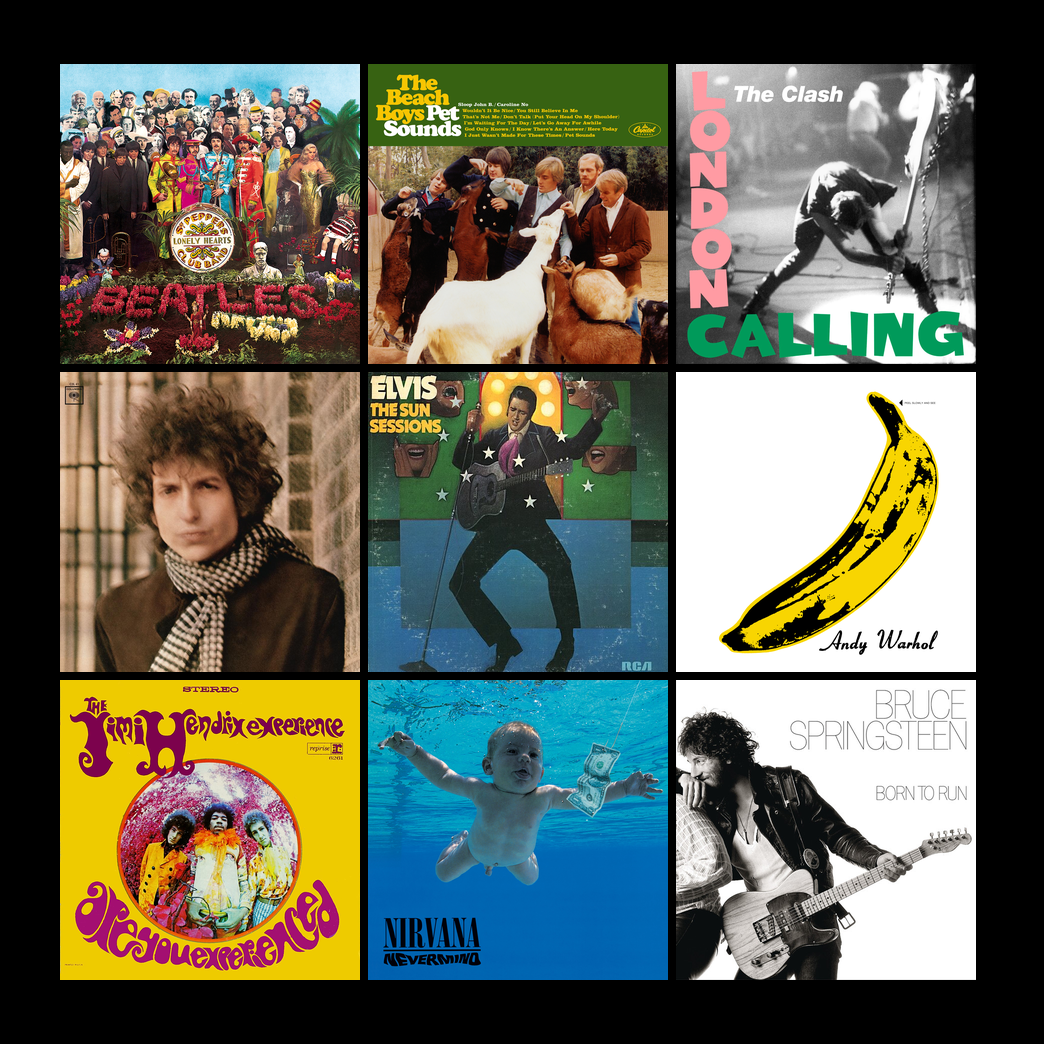 SGT. PEPPERS
LONELY HEARTS
CLUB BAND
BEATLES
The
Beach
Boys Pet
Sounds
Sloop John B. / Caroline No
Wouldn't It Be Nice / You Still Believe In Me
That's Not Me / Don't Talk (Put Your Head On My Shoulder)
I'm Waiting For The Day / Let's Go Away For Awhile
God Only Knows / I Know There's An Answer / Here Today
I Just Wasn't Made For These Times / Pet Sounds
Capitol
The Clash
LONDON
CALLING
ELVIS
THE SUN
SESSIONS
RCA
Andy Warhol
STEREO
THE
Jimi Hendrix experience
reprise
6261
are you experienced
NIRVANA
NEVERMIND
BRUCE
SPRINGSTEEN
BORN TO RUN